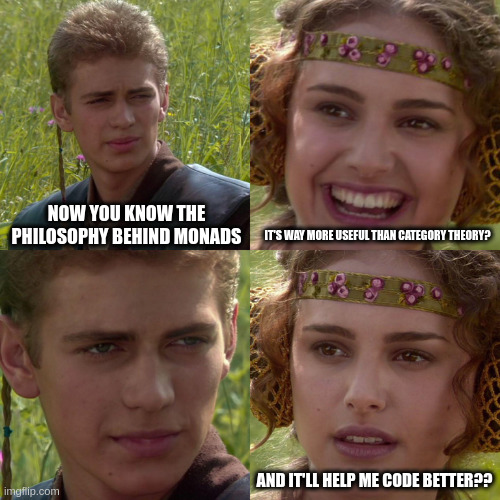 NOW YOU KNOW THE
PHILOSOPHY BEHIND MONADS
IT'S WAY MORE USEFUL THAN CATEGORY THEORY?
AND IT'LL HELP ME CODE BETTER??
imgflip.com